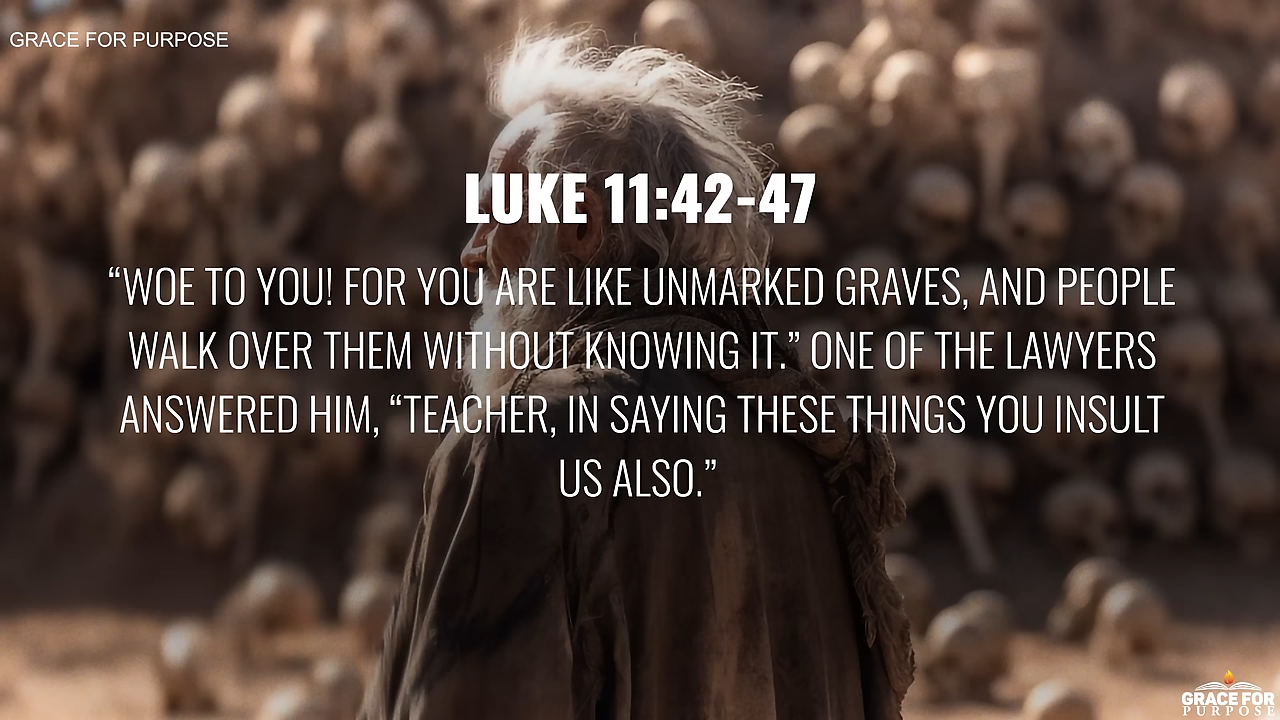 GRACE FOR PURPOSE
LUKE 11:42-47
“WOE TO YOU! FOR YOU ARE LIKE UNMARKED GRAVES, AND PEOPLE
WALK OVER THEM WITHOUT KNOWING IT.” ONE OF THE LAWYERS
ANSWERED HIM, “TEACHER, IN SAYING THESE THINGS YOU INSULT
US ALSO.”
GRACE FOR
PURPOSE